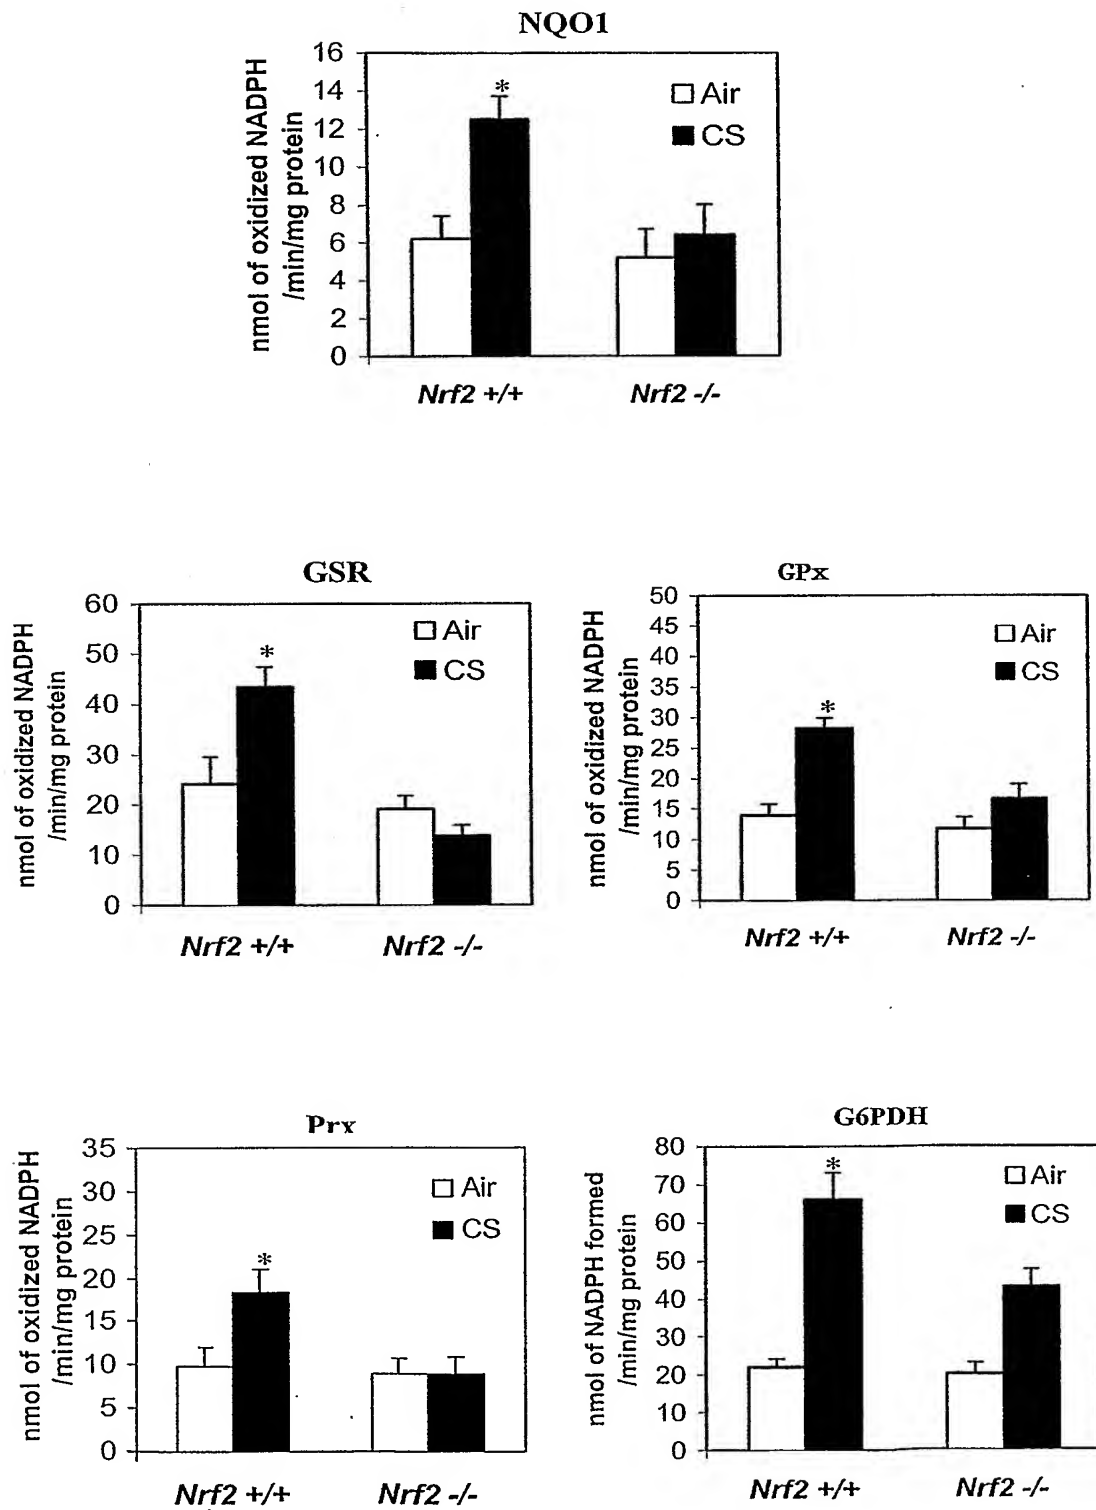 NQO1
nmol of oxidized NADPH
/min/mg protein
16
14
12
10
8
6
4
2
0
*
Air
CS
Nrf2 +/+
Nrf2 -/-
GSR
nmol of oxidized NADPH
/min/mg protein
60
50
40
30
20
10
0
*
Air
CS
Nrf2 +/+
Nrf2 -/-
GPx
nmol of oxidized NADPH
/min/mg protein
50
45
40
35
30
25
20
15
10
5
0
*
Air
CS
Nrf2 +/+
Nrf2 -/-
Prx
nmol of oxidized NADPH
/min/mg protein
35
30
25
20
15
10
5
0
*
Air
CS
Nrf2 +/+
Nrf2 -/-
G6PDH
nmol of NADPH formed
/min/mg protein
80
70
60
50
40
30
20
10
0
*
Air
CS
Nrf2 +/+
Nrf2 -/-